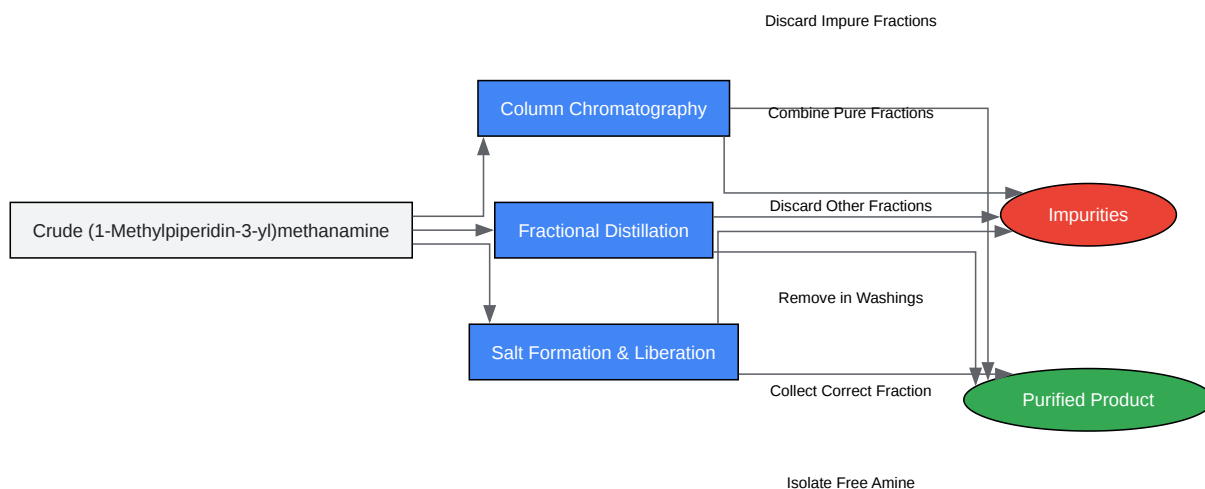 Discard Impure Fractions
Column Chromatography
Combine Pure Fractions
Discard Other Fractions
Impurities
Crude (1-Methylpiperidin-3-yl)methanamine
Fractional Distillation
Remove in Washings
Salt Formation & Liberation
Collect Correct Fraction
Purified Product
Isolate Free Amine